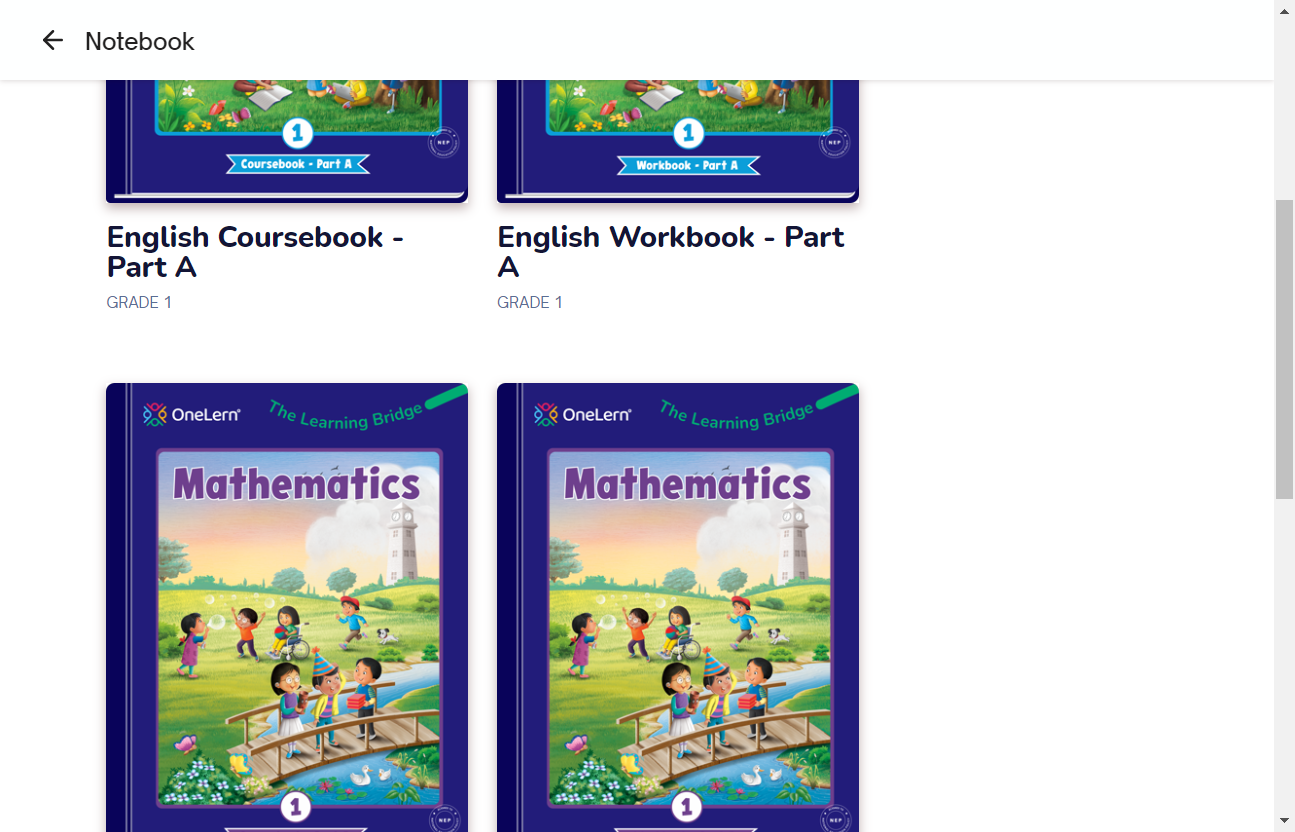 Notebook
1
1
Coursebook - Part A
NEP
Workbook - Part A
NEP
English Coursebook -
Part A
GRADE 1
English Workbook - Part
A
GRADE 1
OneLern
The Learning Bridge
Mathematics
1
NEP
OneLern
The Learning Bridge
Mathematics
1
NEP